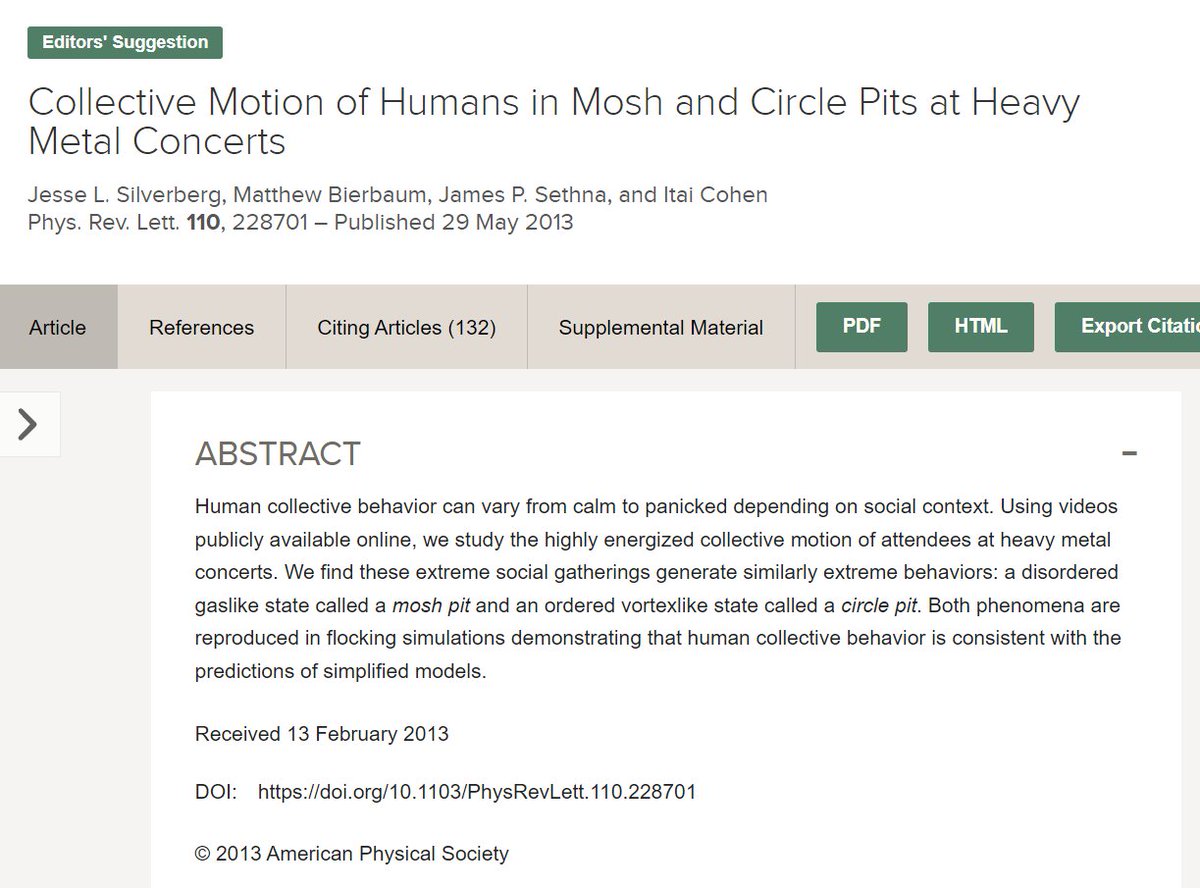 Editors' Suggestion
Collective Motion of Humans in Mosh and Circle Pits at Heavy
Metal Concerts
Jesse L. Silverberg, Matthew Bierbaum, James P. Sethna, and Itai Cohen
Phys. Rev. Lett. 110, 228701 – Published 29 May 2013
Article References Citing Articles (132) Supplemental Material PDF HTML Export Citatio
ABSTRACT
Human collective behavior can vary from calm to panicked depending on social context. Using videos
publicly available online, we study the highly energized collective motion of attendees at heavy metal
concerts. We find these extreme social gatherings generate similarly extreme behaviors: a disordered
gaslike state called a mosh pit and an ordered vortexlike state called a circle pit. Both phenomena are
reproduced in flocking simulations demonstrating that human collective behavior is consistent with the
predictions of simplified models.
Received 13 February 2013
DOI: https://doi.org/10.1103/PhysRevLett.110.228701
© 2013 American Physical Society